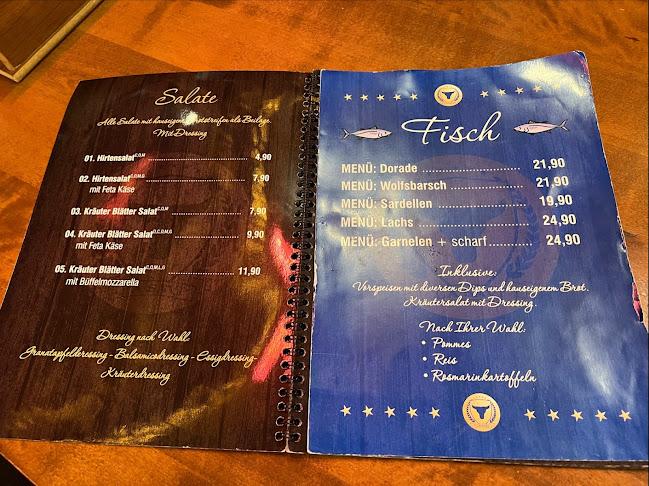 Salate
Alle Salate mit hauseigenen Brotstreifen als Beilage.
Mit Dressing
01. Hirtensalat ........ 4,90
02. Hirtensalat ........ 7,90
mit Feta Käse
03. Kräuter Blätter Salat ........ 7,90
04. Kräuter Blätter Salat ........ 9,90
mit Feta Käse
05. Kräuter Blätter Salat ........ 11,90
mit Büffelmozzarella
Dressing nach Wahl
Granatapfeldressing - Balsamicodressing - Essigdressing -
Kräuterdressing
Fisch
MENÜ: Dorade ........ 21,90
MENÜ: Wolfsbarsch ........ 21,90
MENÜ: Sardellen ........ 19,90
MENÜ: Lachs ........ 24,90
MENÜ: Garnelen + scharf ........ 24,90
Inklusive:
Vorspeisen mit diversen Dips und hauseigenem Brot.
Kräutersalat mit Dressing.
Nach Ihrer Wahl:
• Pommes
• Reis
• Rosmarinkartoffeln